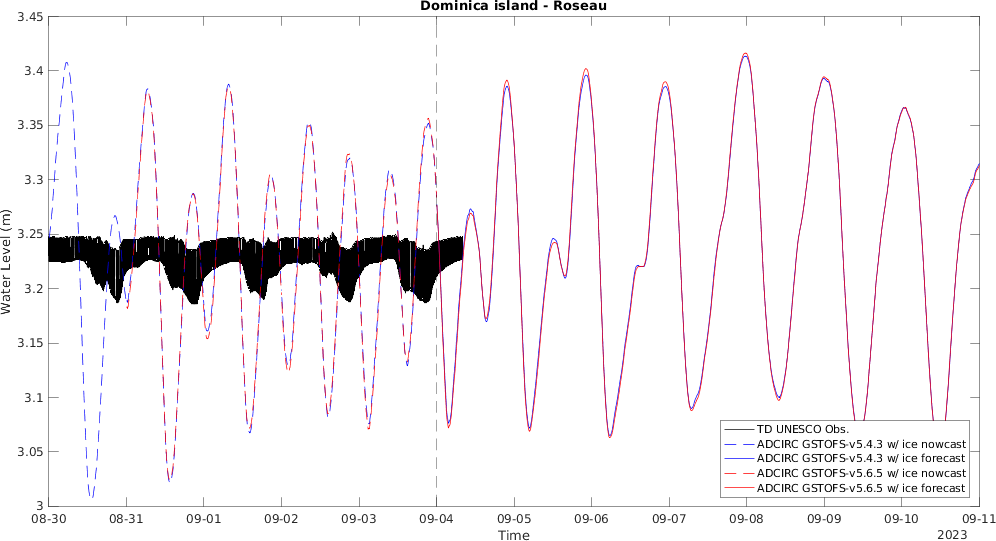 Dominica island - Roseau
Water Level (m)
3.45
3.4
3.35
3.3
3.25
3.2
3.15
3.1
3.05
3
TD UNESCO Obs.
ADCIRC GSTOFS-v5.4.3 w/ ice nowcast
ADCIRC GSTOFS-v5.4.3 w/ ice forecast
ADCIRC GSTOFS-v5.6.5 w/ ice nowcast
ADCIRC GSTOFS-v5.6.5 w/ ice forecast
08-30 08-31 09-01 09-02 09-03 09-04 09-05 09-06 09-07 09-08 09-09 09-10 09-11
Time
2023